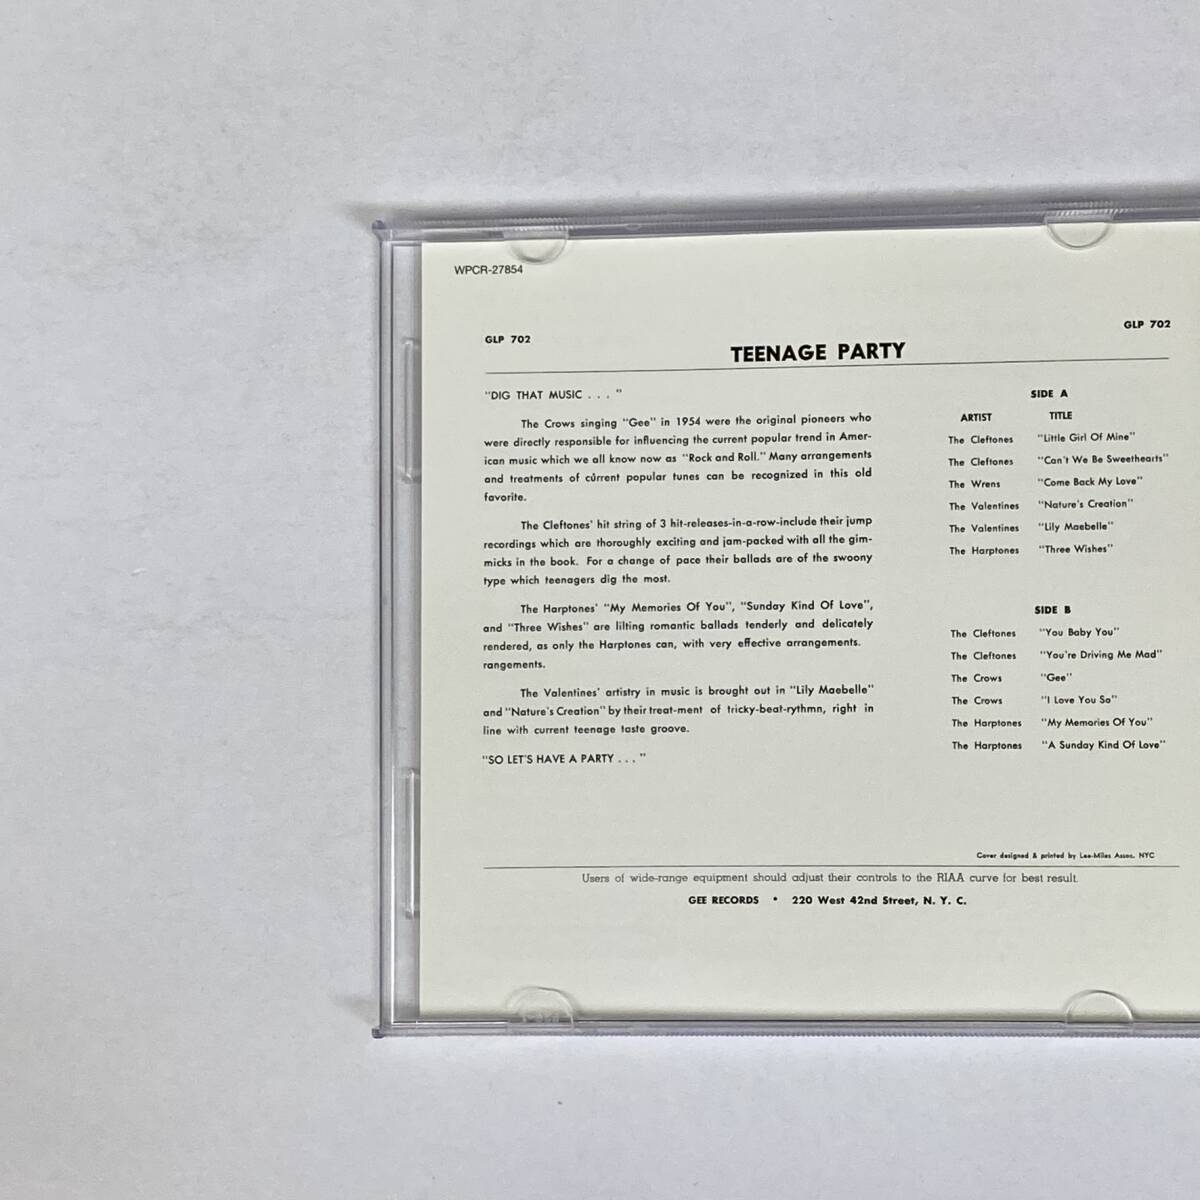 WPCR-27854
GLP 702
GLP 702
TEENAGE PARTY
"DIG THAT MUSIC . . . "
The Crows singing "Gee" in 1954 were the original pioneers who
were directly responsible for influencing the current popular trend in Amer-
ican music which we all know now as "Rock and Roll." Many arrangements
and treatments of current popular tunes can be recognized in this old
favorite.
The Cleftones' hit string of 3 hit-releases-in-a-row-include their jump
recordings which are thoroughly exciting and jam-packed with all the gim-
micks in the book. For a change of pace their ballads are of the swoony
type which teenagers dig the most.
The Harptones' "My Memories Of You", "Sunday Kind Of Love",
and "Three Wishes" are lilting romantic ballads tenderly and delicately
rendered, as only the Harptones can, with very effective arrangements.
rangements.
The Valentines' artistry in music is brought out in "Lily Maebelle"
and "Nature's Creation" by their treat-ment of tricky-beat-rythmn, right in
line with current teenage taste groove.
"SO LET'S HAVE A PARTY . . . "
SIDE A
ARTIST TITLE
The Cleftones "Little Girl Of Mine"
The Cleftones "Can't We Be Sweethearts"
The Wrens "Come Back My Love"
The Valentines "Nature's Creation"
The Valentines "Lily Maebelle"
The Harptones "Three Wishes"
SIDE B
The Cleftones "You Baby You"
The Cleftones "You're Driving Me Mad"
The Crows "Gee"
The Crows "I Love You So"
The Harptones "My Memories Of You"
The Harptones "A Sunday Kind Of Love"
Cover designed & printed by Lee-Miles Assoc. NYC
Users of wide-range equipment should adjust their controls to the RIAA curve for best result.
GEE RECORDS • 220 West 42nd Street, N. Y. C.